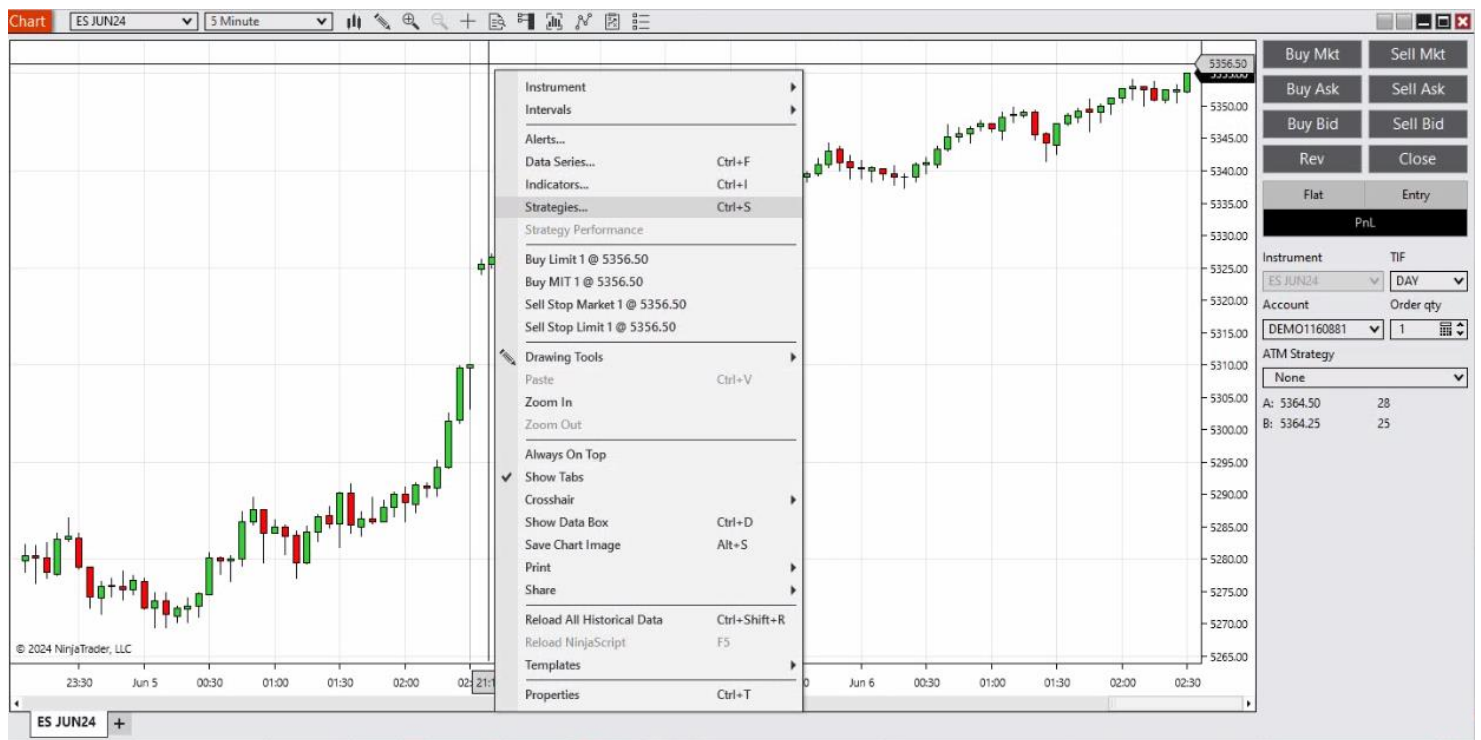 Chart ES JUN24 5 Minute
Instrument
Intervals
Alerts...
Data Series... Ctrl+F
Indicators... Ctrl+I
Strategies... Ctrl+S
Strategy Performance
Buy Limit 1 @ 5356.50
Buy MIT 1 @ 5356.50
Sell Stop Market 1 @ 5356.50
Sell Stop Limit 1 @ 5356.50
Drawing Tools
Paste Ctrl+V
Zoom In
Zoom Out
Always On Top
Show Tabs
Crosshair
Show Data Box Ctrl+D
Save Chart Image Alt+S
Print
Share
Reload All Historical Data Ctrl+Shift+R
Reload NinjaScript F5
Templates
Properties Ctrl+T
5356.50
5350.00
5345.00
5340.00
5335.00
5330.00
5325.00
5320.00
5315.00
5310.00
5305.00
5300.00
5295.00
5290.00
5285.00
5280.00
5275.00
5270.00
5265.00
Buy Mkt Sell Mkt
Buy Ask Sell Ask
Buy Bid Sell Bid
Rev Close
Flat Entry
PnL
Instrument TIF
ES JUN24 DAY
Account Order qty
DEMO1160881 1
ATM Strategy
None
A: 5364.50 28
B: 5364.25 25
© 2024 NinjaTrader, LLC
23:30 Jun 5 00:30 01:00 01:30 02:00 Jun 6 00:30 01:00 01:30 02:00 02:30
ES JUN24 +